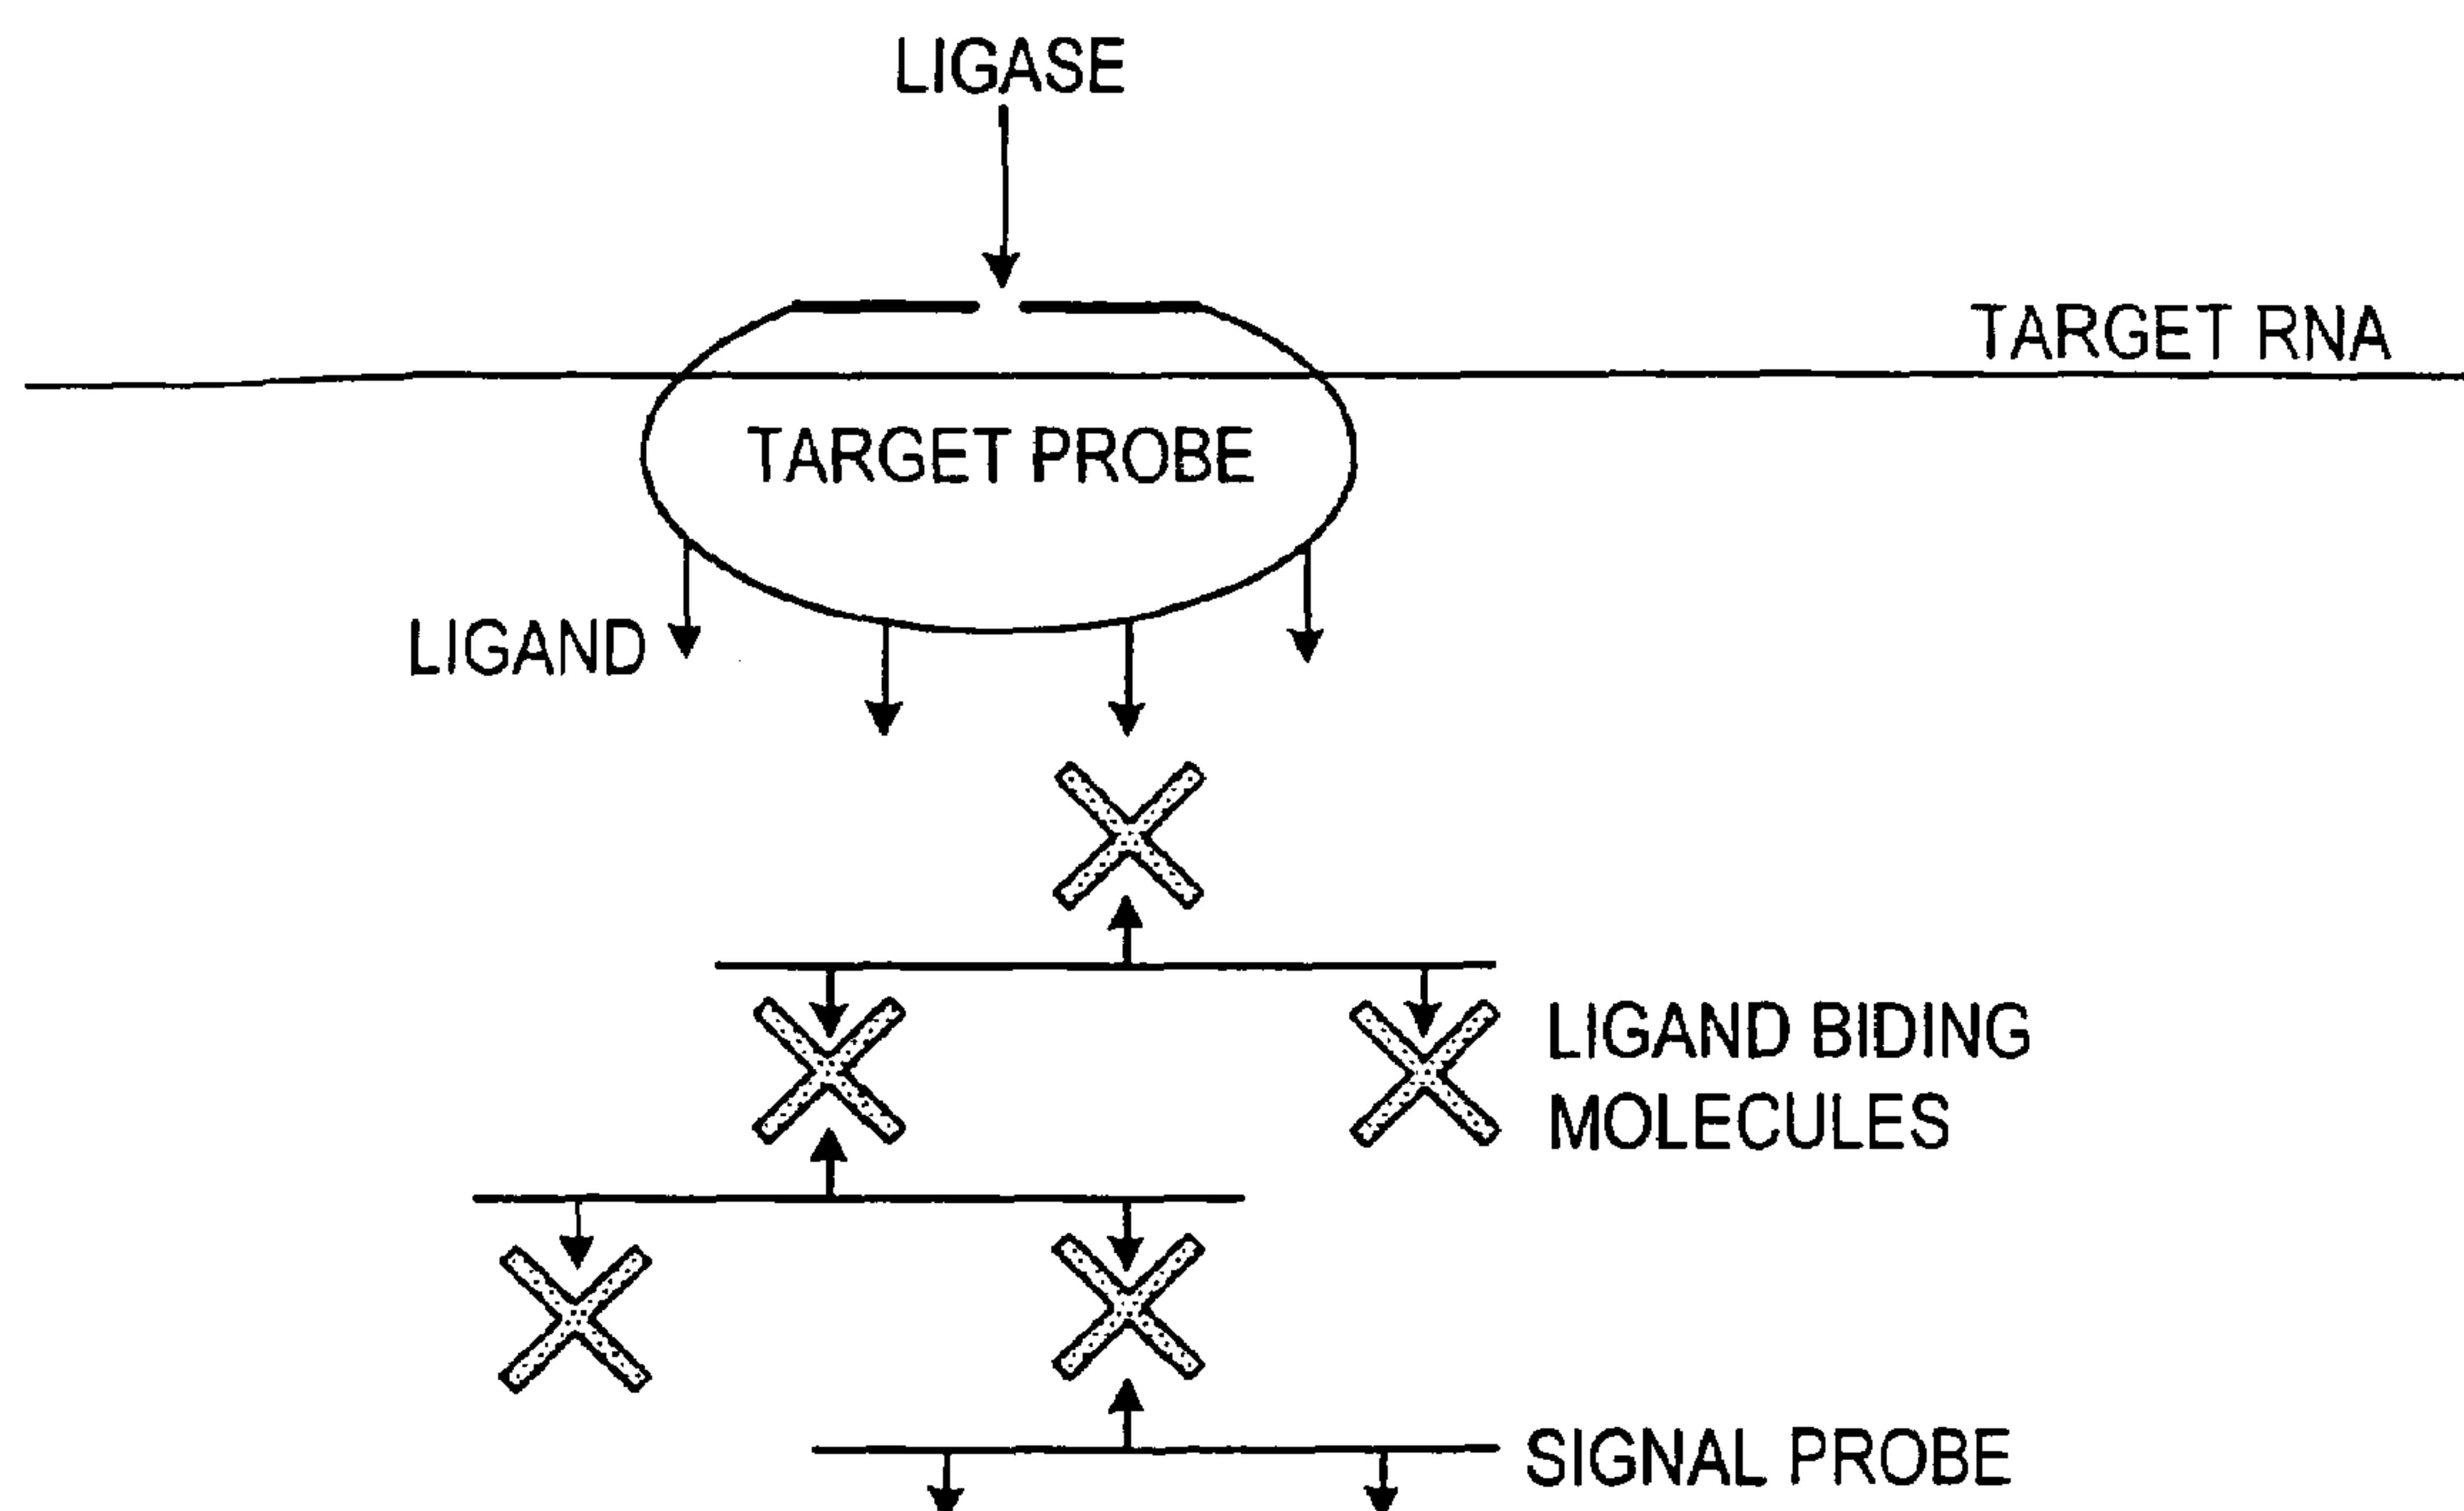 LIGASE
TARGET RNA
TARGET PROBE
LIGAND
LIGAND BIDING
MOLECULES
SIGNAL PROBE